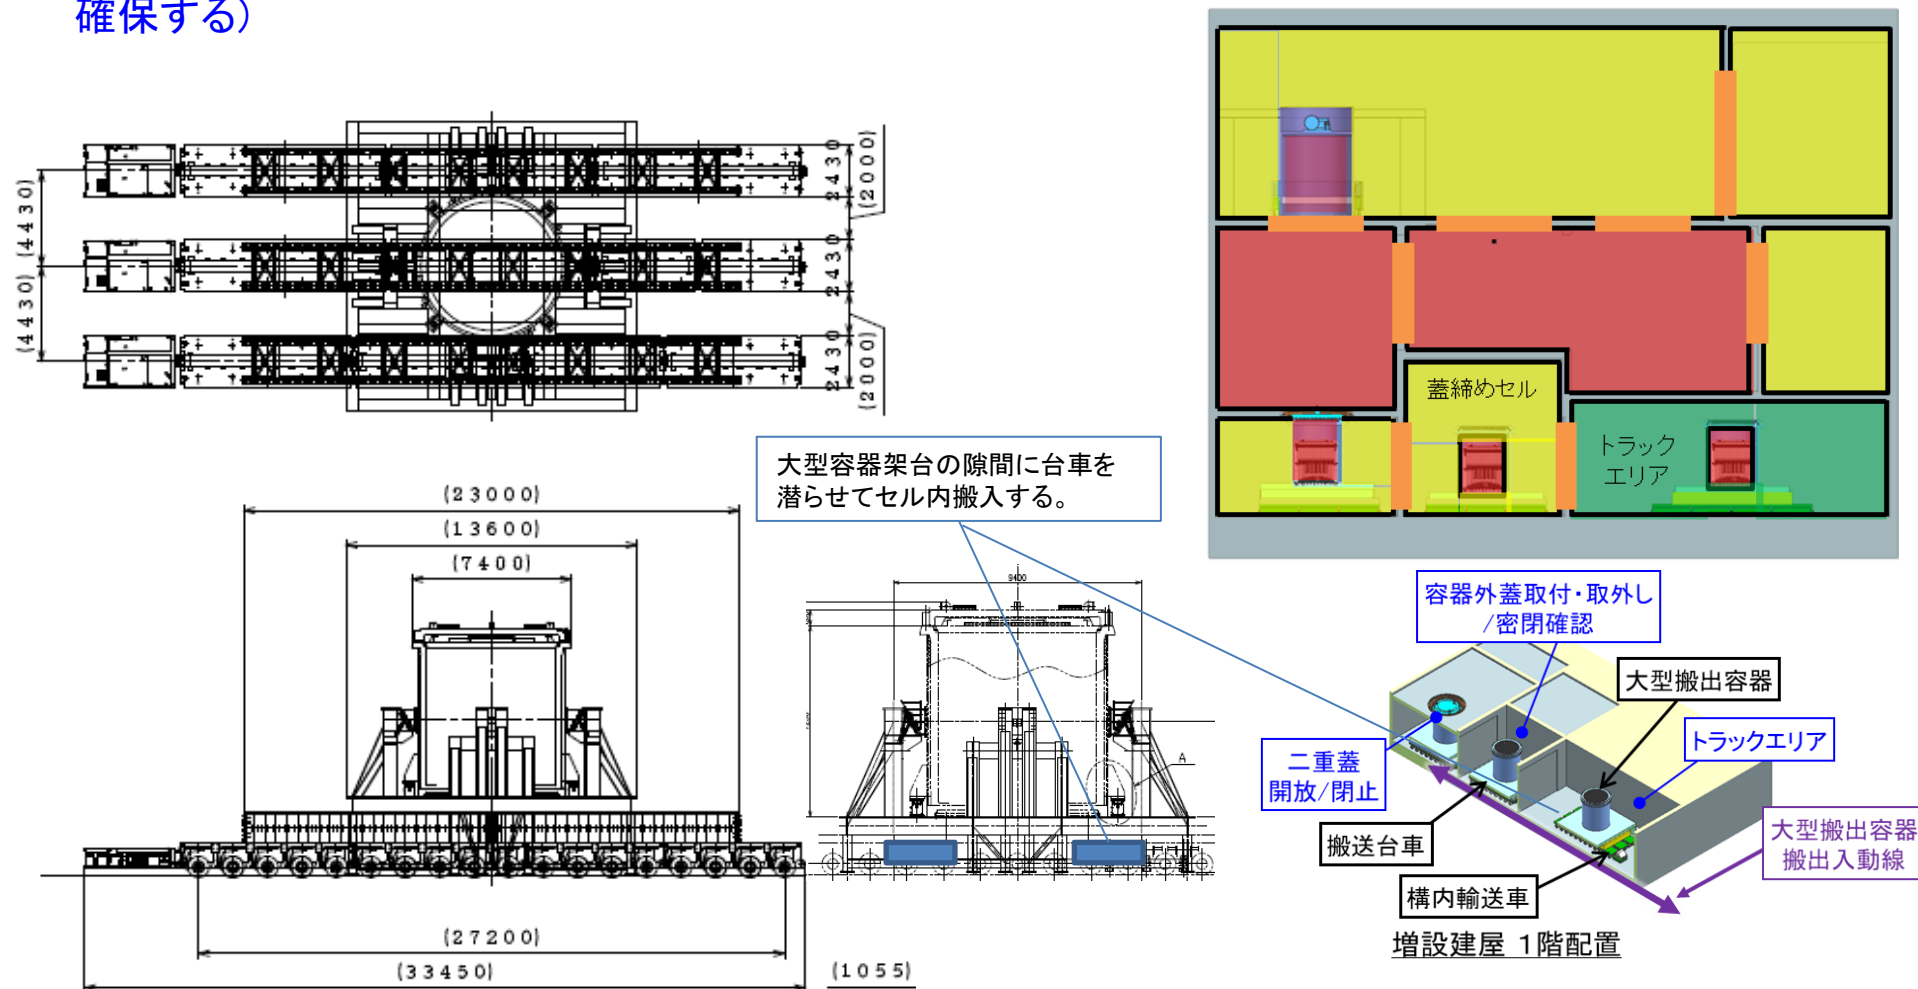 確保する)
(4430)
(4430)
2430
2430
2430
(2000)
(2000)
蓋締めセル
トラック
エリア
大型容器架台の隙間に台車を
潜らせてセル内搬入する。
(23000)
(13600)
(7400)
9400
A
(27200)
(33450)
(1055)
容器外蓋取付・取外し
/密閉確認
大型搬出容器
トラックエリア
二重蓋
開放/閉止
搬送台車
構内輸送車
大型搬出容器
搬出入動線
増設建屋 1階配置